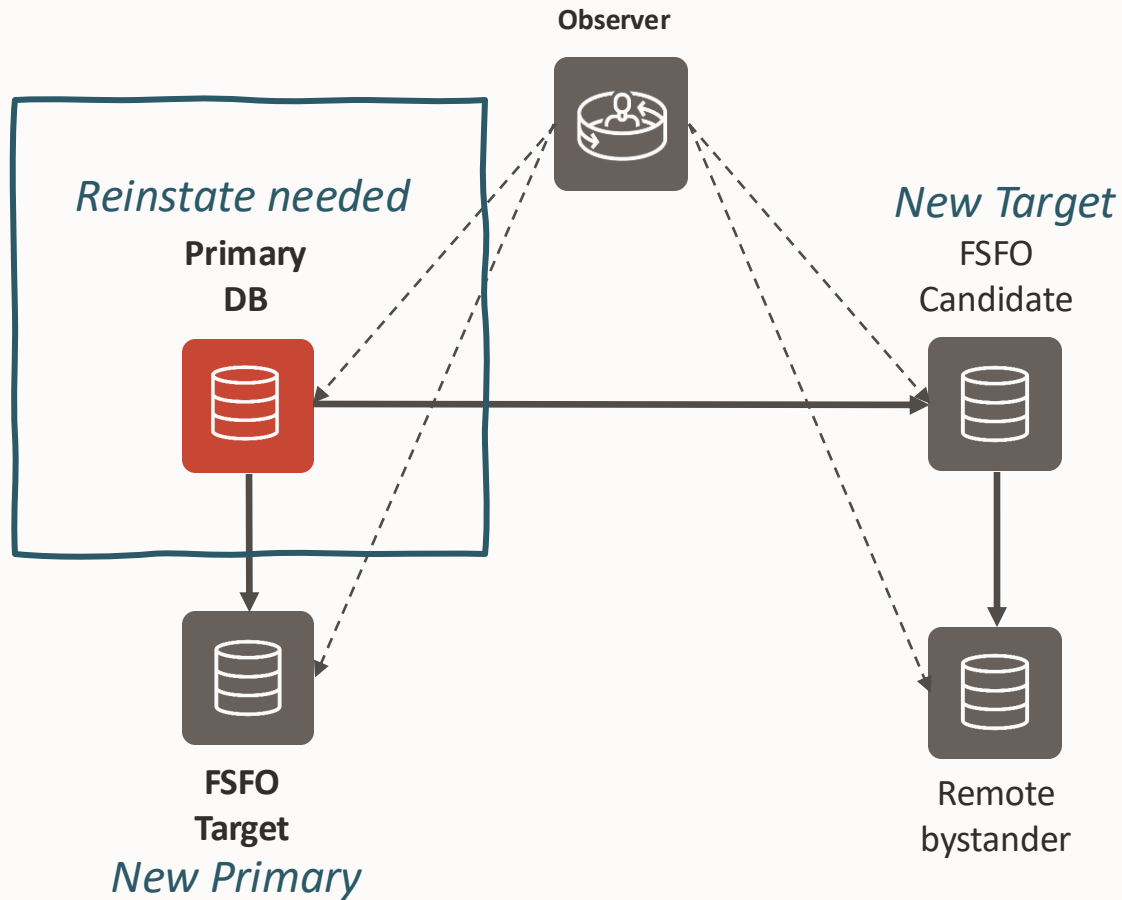 Observer
Reinstate needed
Primary
DB
New Target
FSFO
Candidate
FSFO
Target
New Primary
Remote
bystander